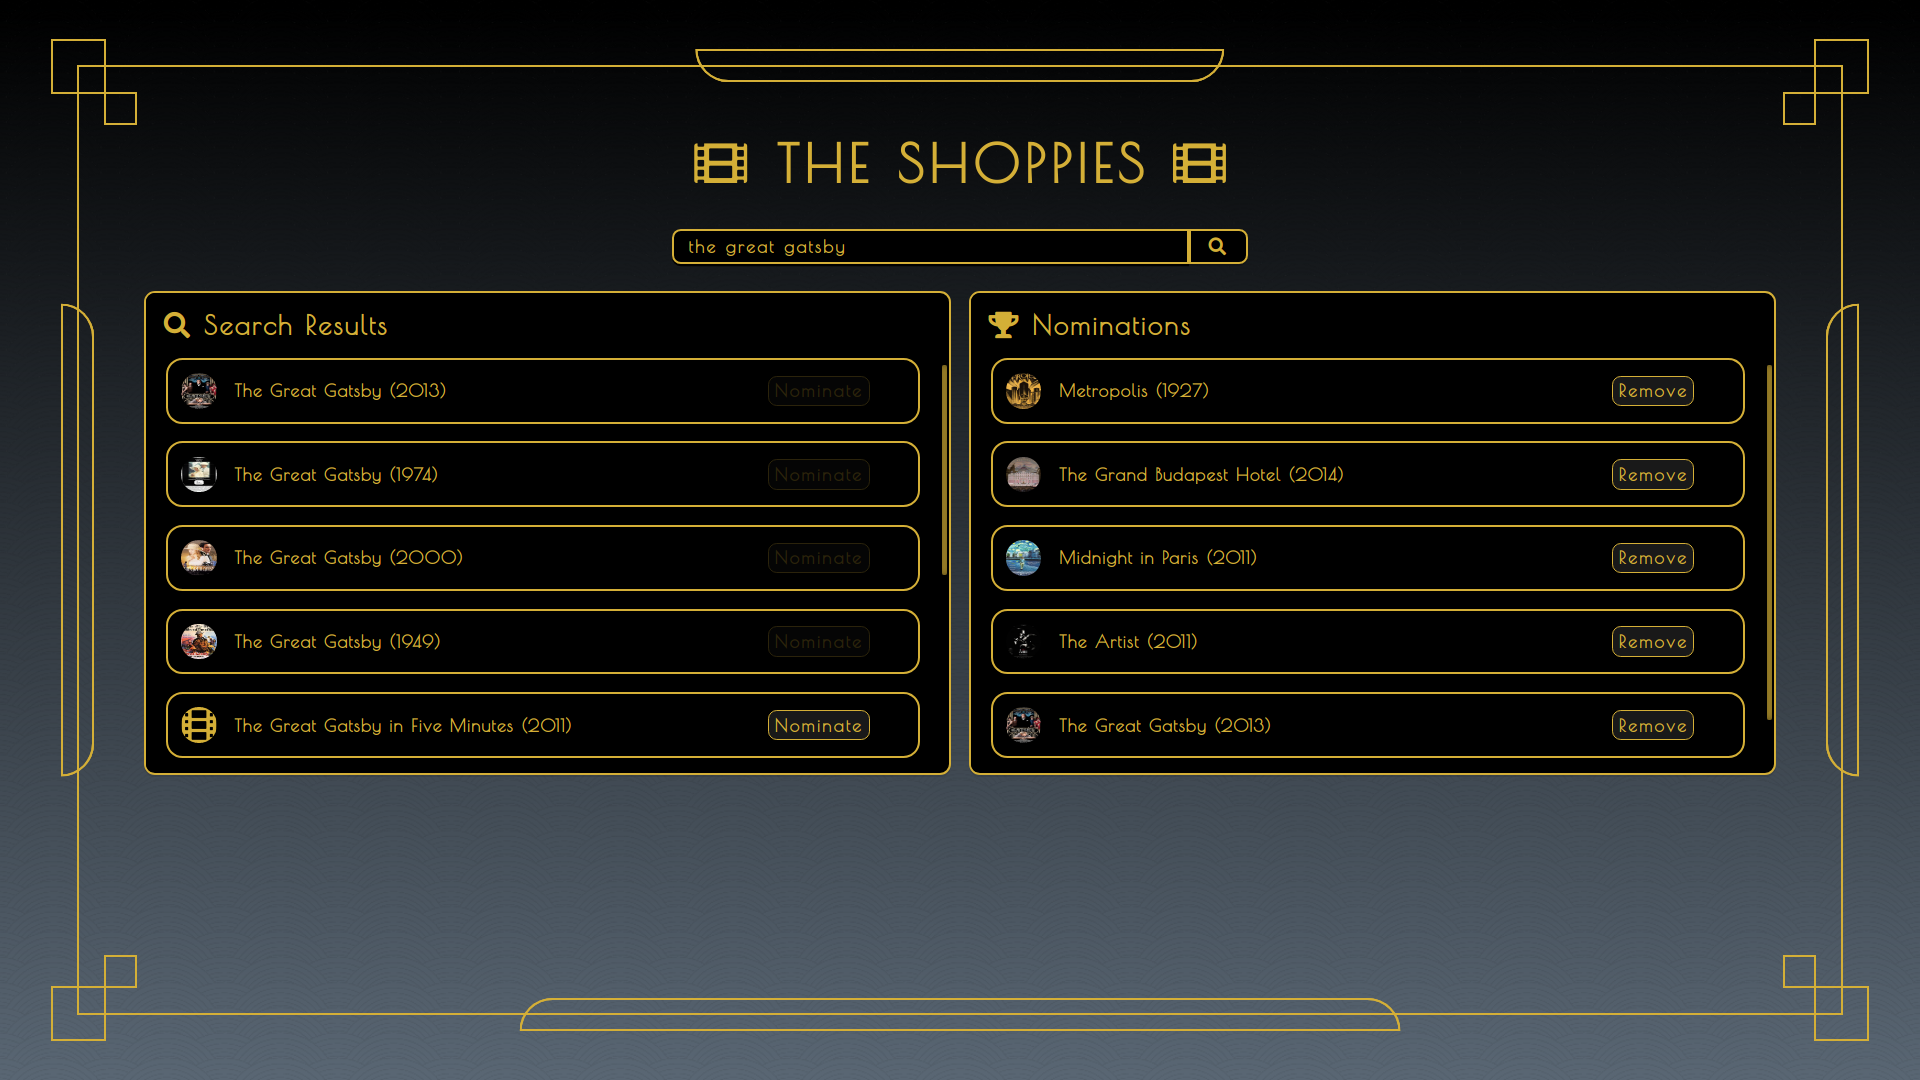 THE SHOPPIES
the great gatsby
Search Results
The Great Gatsby (2013) Nominate
The Great Gatsby (1974) Nominate
The Great Gatsby (2000) Nominate
The Great Gatsby (1949) Nominate
The Great Gatsby in Five Minutes (2011) Nominate
Nominations
Metropolis (1927) Remove
The Grand Budapest Hotel (2014) Remove
Midnight in Paris (2011) Remove
The Artist (2011) Remove
The Great Gatsby (2013) Remove